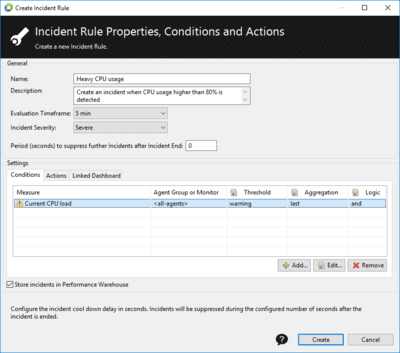 Create Incident Rule
Incident Rule Properties, Conditions and Actions
Create a new Incident Rule.
General
Name: Heavy CPU usage
Description: Create an incident when CPU usage higher than 80% is
detected
Evaluation Timeframe: 5 min
Incident Severity: Severe
Period (seconds) to suppress further Incidents after Incident End: 0
Settings
Conditions Actions Linked Dashboard
Measure Agent Group or Monitor Threshold Aggregation Logic
Current CPU load <all-agents> warning last and
Add... Edit... Remove
Store incidents in Performance Warehouse
Configure the incident cool down delay in seconds. Incidents will be suppressed during the configured number of seconds after the
incident is ended.
? Create Cancel